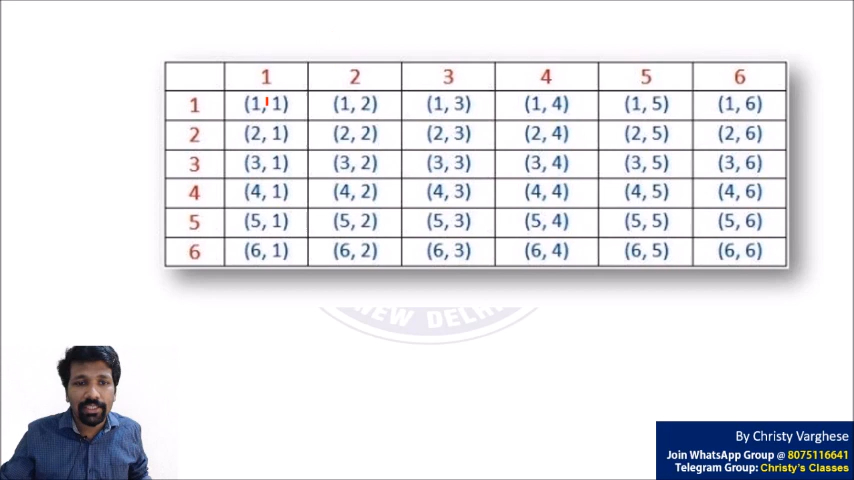 1 2 3 4 5 6
1 (1, 1) (1, 2) (1, 3) (1, 4) (1, 5) (1, 6)
2 (2, 1) (2, 2) (2, 3) (2, 4) (2, 5) (2, 6)
3 (3, 1) (3, 2) (3, 3) (3, 4) (3, 5) (3, 6)
4 (4, 1) (4, 2) (4, 3) (4, 4) (4, 5) (4, 6)
5 (5, 1) (5, 2) (5, 3) (5, 4) (5, 5) (5, 6)
6 (6, 1) (6, 2) (6, 3) (6, 4) (6, 5) (6, 6)
NEW DELHI
By Christy Varghese
Join WhatsApp Group @ 8075116641
Telegram Group: Christy's Classes